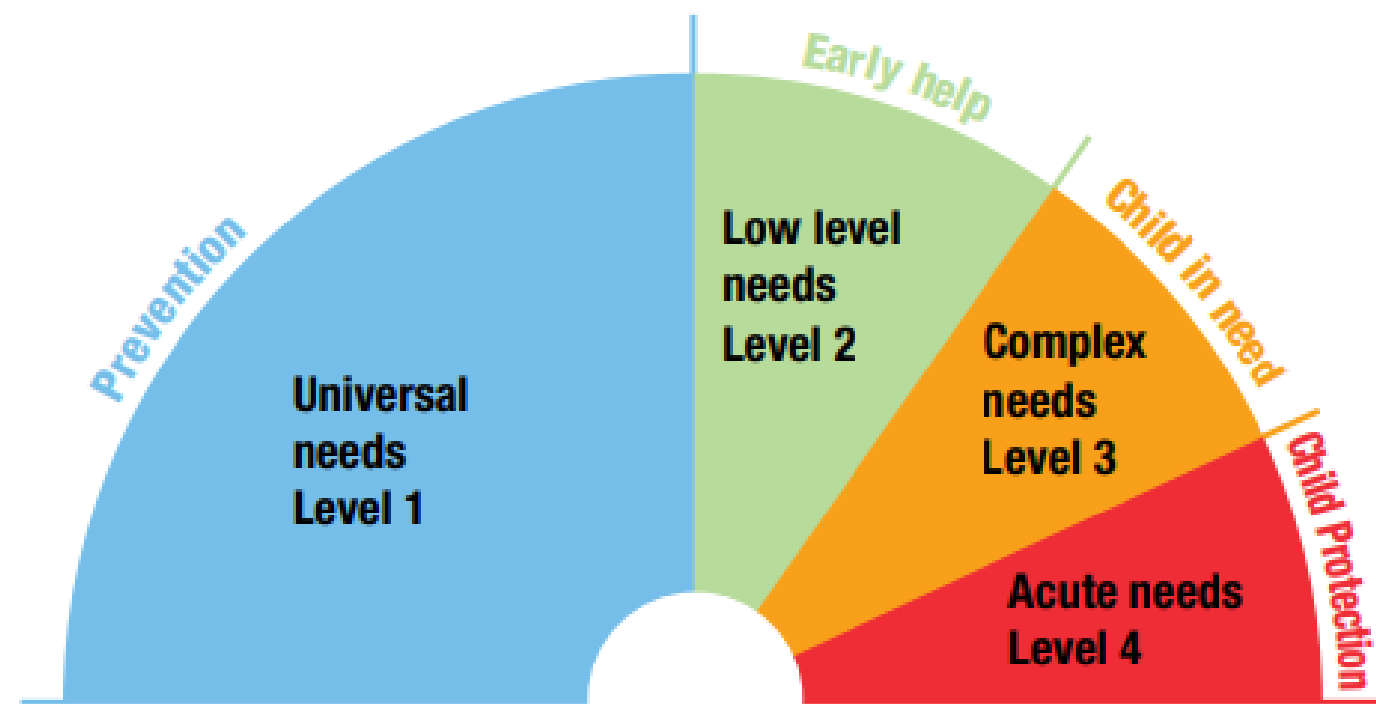 Prevention
Universal
needs
Level 1
Early help
Low level
needs
Level 2
Child in need
Complex
needs
Level 3
Child Protection
Acute needs
Level 4